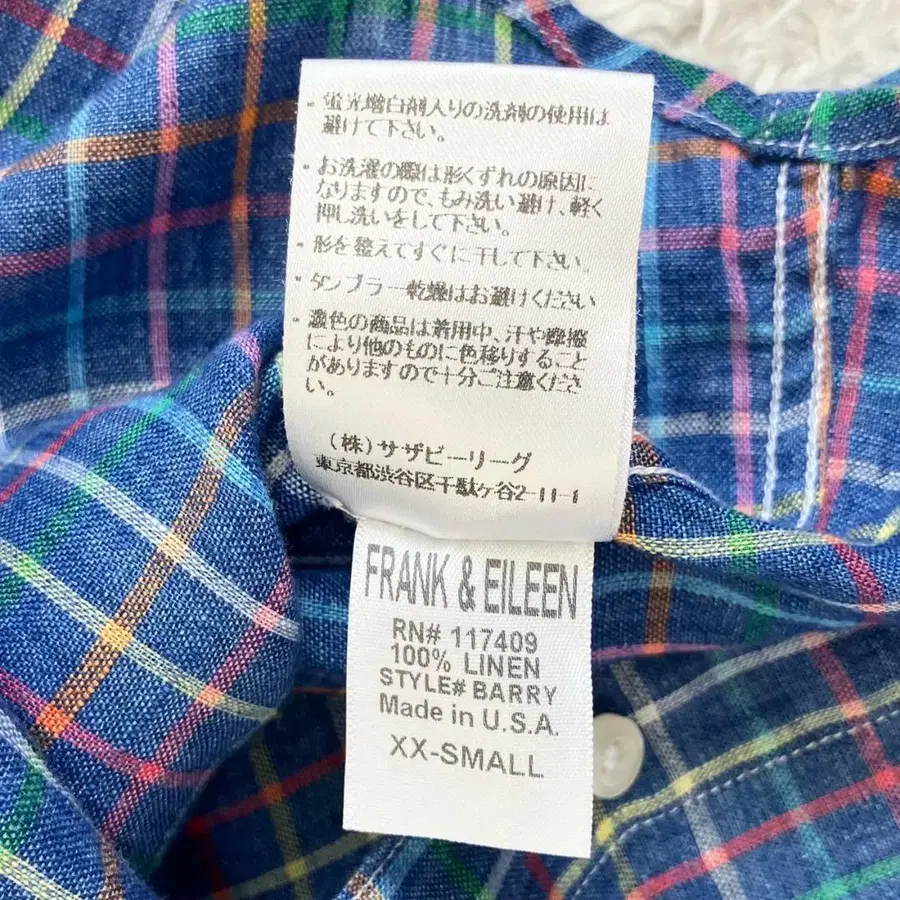 ・蛍光増白剤入りの洗剤の使用は
避けて下さい。
・お洗濯の際は形くずれの原因に
なりますので、もみ洗い避け、軽く
押し洗いをして下さい。
・形を整えてすぐに干して下さい。
・タンブラー乾燥はお避けください
・濃色の商品は着用中、汗や摩擦
により他のものに色移りすること
がありますので十分ご注意くださ
い。
(株)サザビーリーグ
東京都渋谷区千駄ヶ谷2-11-1
FRANK & EILEEN
RN# 117409
100% LINEN
STYLE# BARRY
Made in U.S.A.
XX-SMALL